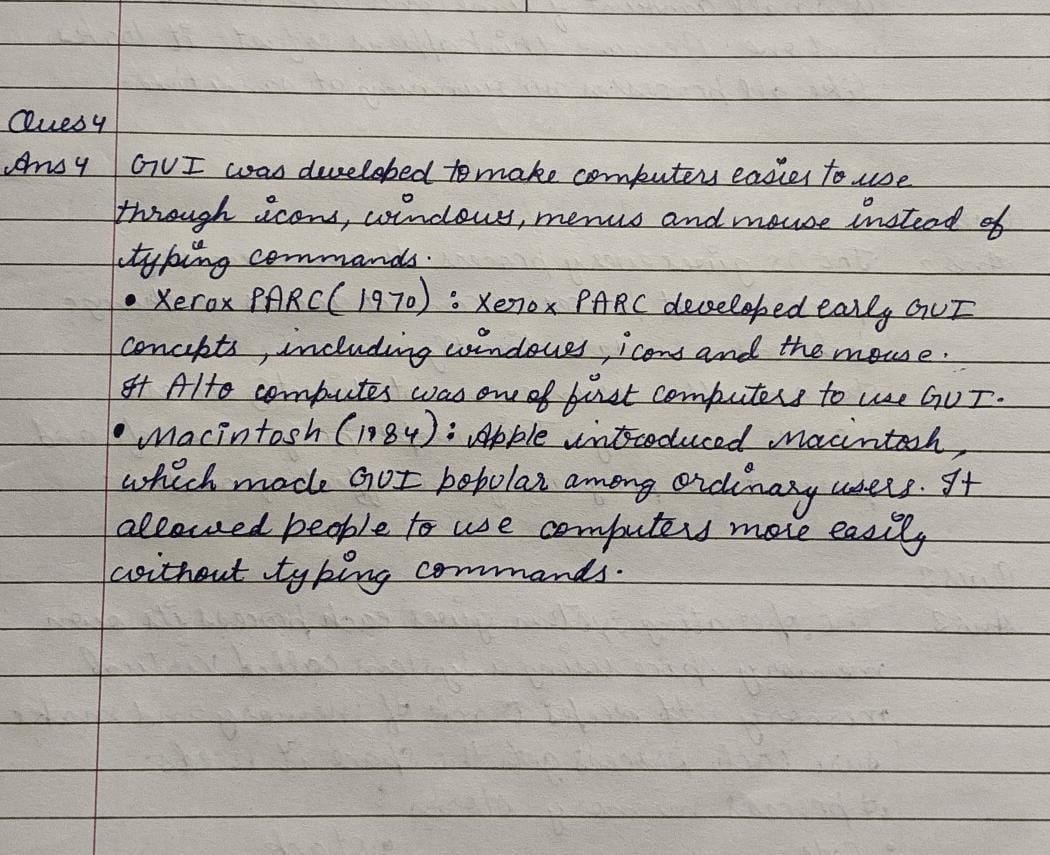 Ques 4
Ans 4 GUI was developed to make computers easier to use
through icons, windows, menus and mouse instead of
typing commands.
• Xerox PARC (1970) : Xerox PARC developed early GUI
concepts, including windows, icons and the mouse.
It Alto computer was one of first computers to use GUI.
• Macintosh (1984) : Apple introduced Macintosh,
which made GUI popular among ordinary users. It
allowed people to use computers more easily
without typing commands.